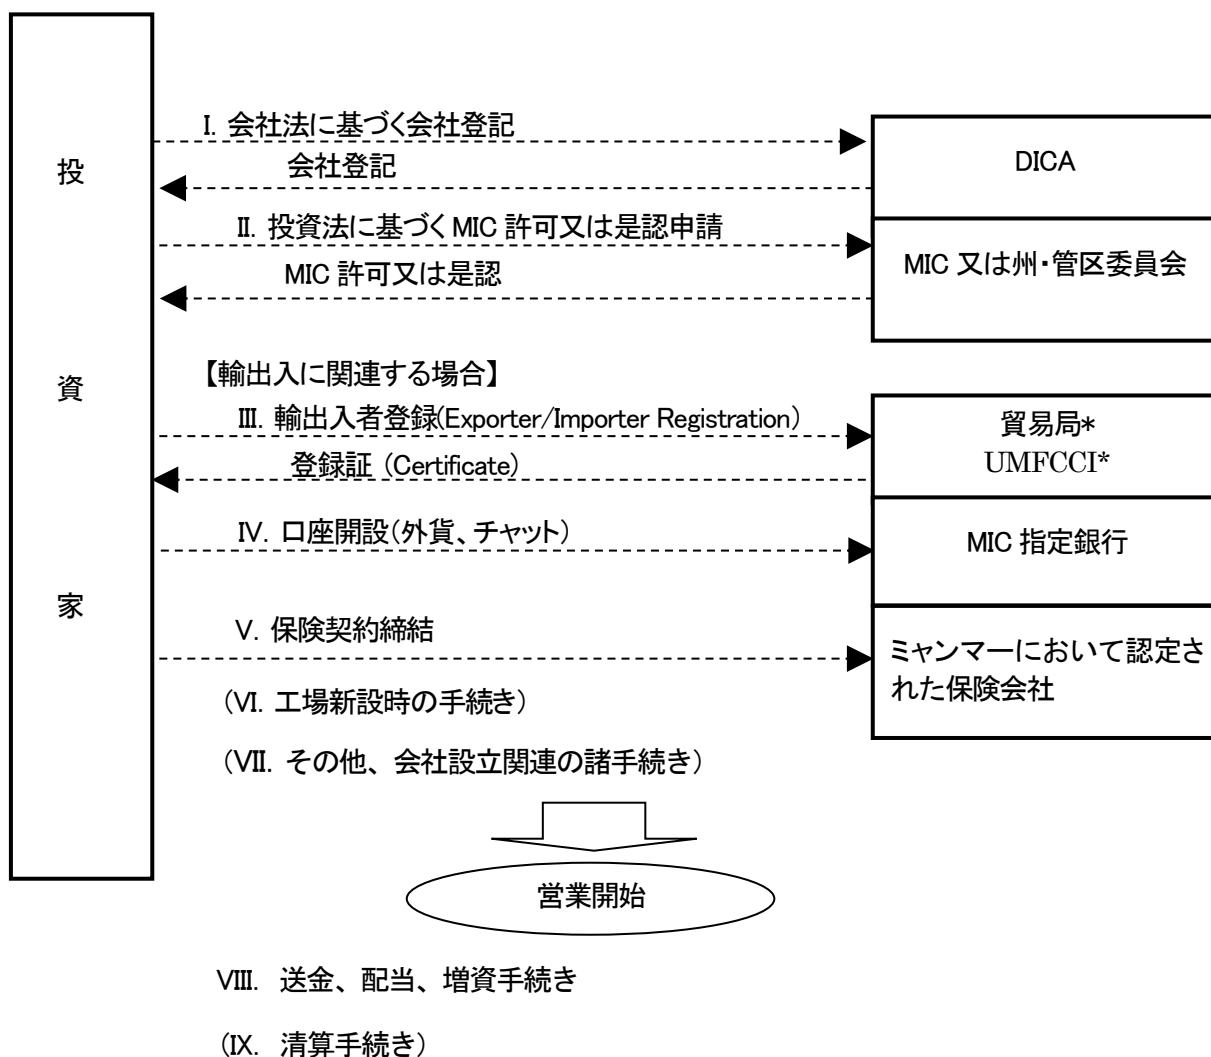 投
資
家
I. 会社法に基づく会社登記
会社登記
DICA
II. 投資法に基づく MIC 許可又は是認申請
MIC 許可又は是認
MIC 又は州・管区委員会
【輸出入に関連する場合】
III. 輸出入者登録(Exporter/Importer Registration)
登録証 (Certificate)
貿易局*
UMFCCI*
IV. 口座開設(外貨、チャット)
MIC 指定銀行
V. 保険契約締結
ミャンマーにおいて認定さ
れた保険会社
(VI. 工場新設時の手続き)
(VII. その他、会社設立関連の諸手続き)
営業開始
VIII. 送金、配当、増資手続き
(IX. 清算手続き)